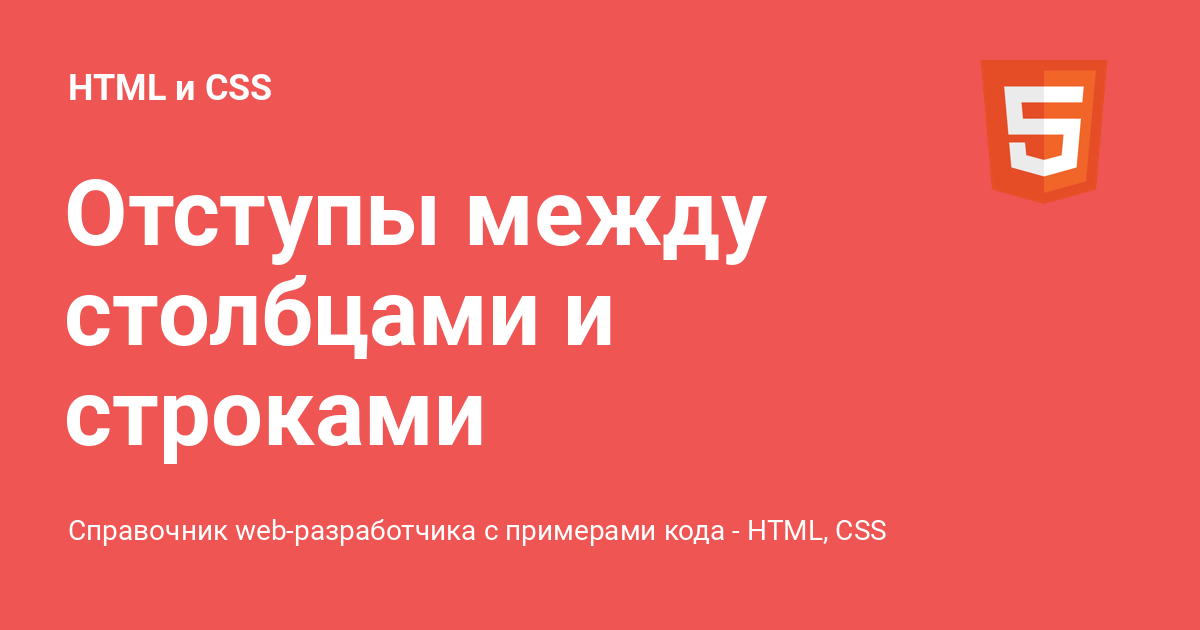 HTML и CSS
5
Отступы между
столбцами и
строками
Справочник web-разработчика с примерами кода - HTML, CSS